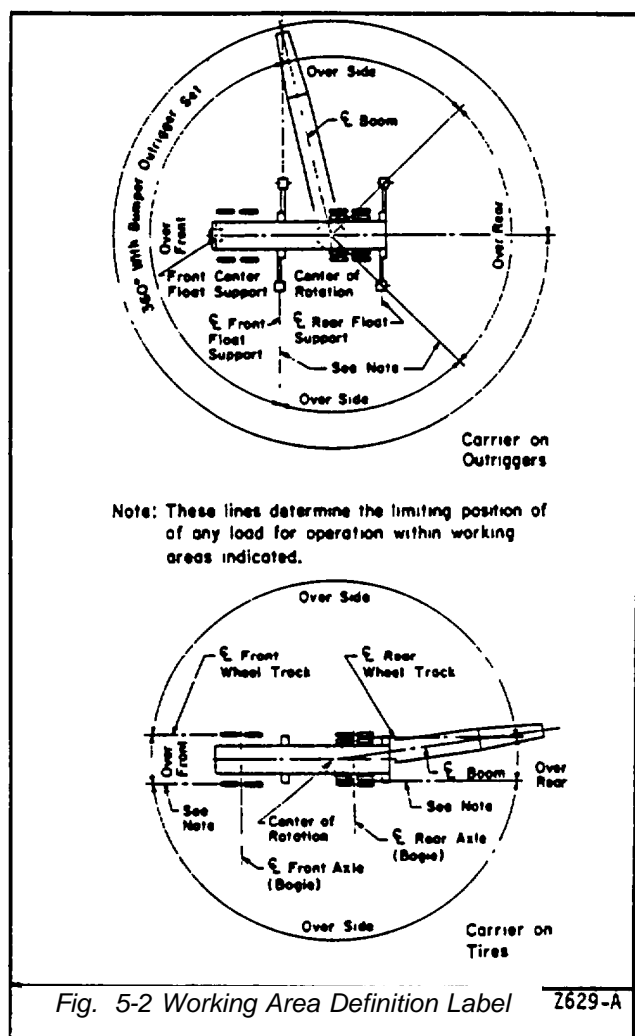 Over Side
℄ Boom
360° With Bumper Outrigger Set
Over
Front
Over Rear
Front Center
Float Support
Center of
Rotation
℄ Front
Float
Support
℄ Rear Float
Support
See Note
Over Side
Carrier on
Outriggers
Note: These lines determine the limiting position of
of any load for operation within working
areas indicated.
Over Side
℄ Front
Wheel Track
℄ Rear
Wheel Track
Over
Front
℄ Boom
Over
Rear
See
Note
See Note
Center of
Rotation
℄ Rear Axle
(Bogie)
℄ Front Axle
(Bogie)
Over Side
Carrier on
Tires
Fig. 5-2 Working Area Definition Label
Z629-A